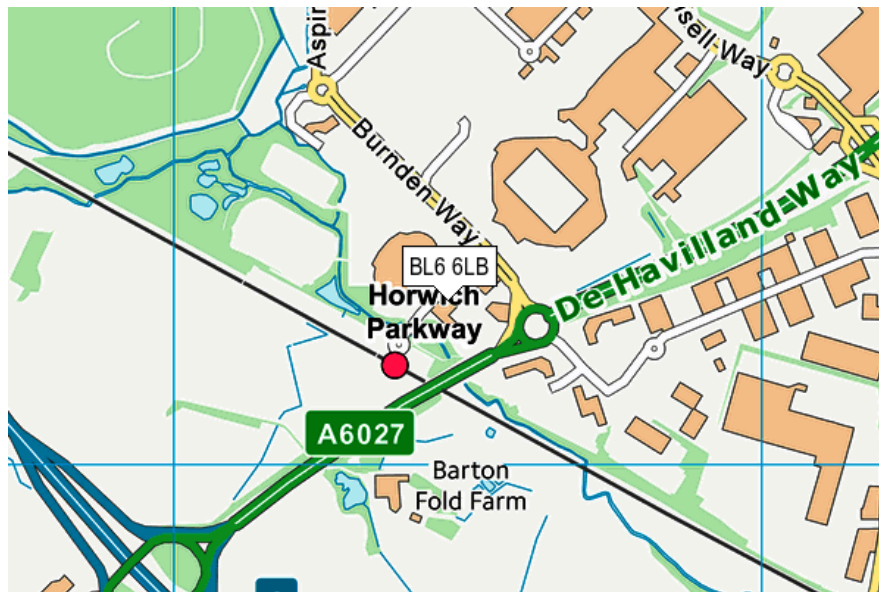 Aspin
sell-Way
Burnden-Way
De-Havilland-Way
BL6 6LB
Horwich
Parkway
A6027
Barton
Fold Farm